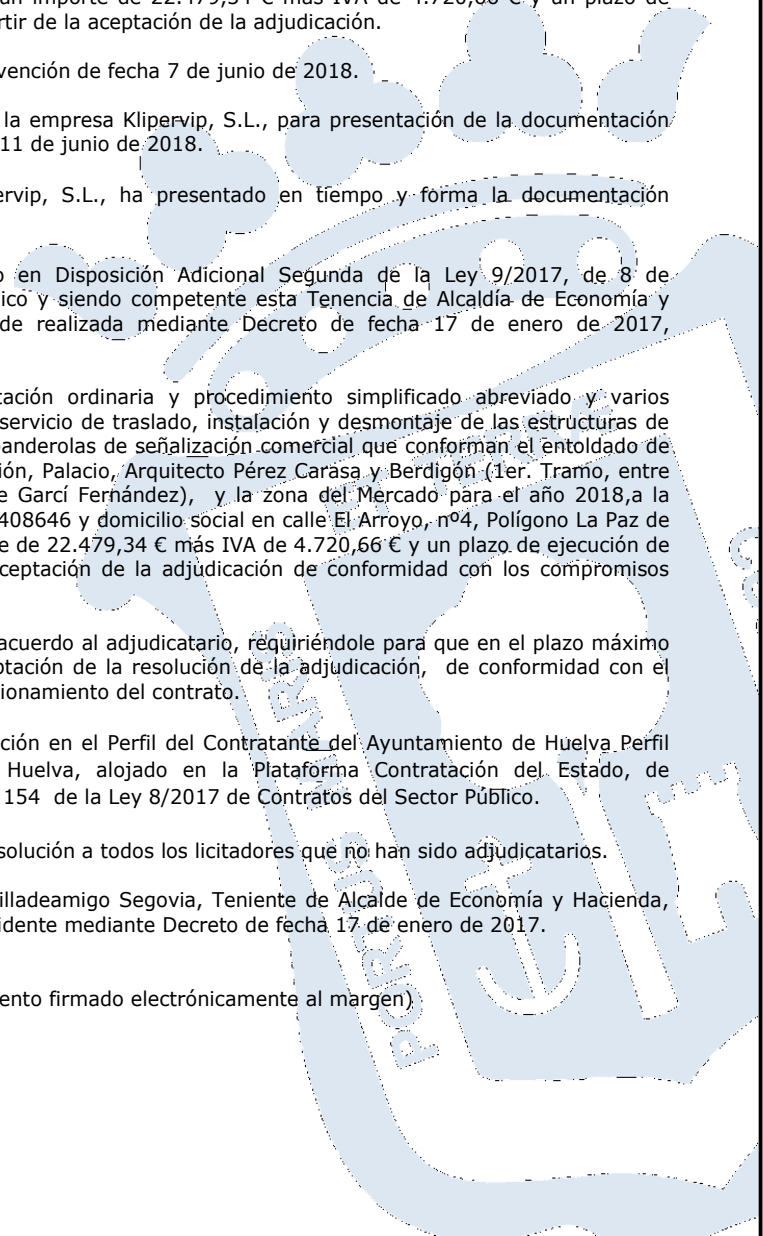 un importe de 22.479,34 € más IVA de 4.720,66 € y un plazo de
rtir de la aceptación de la adjudicación.
vención de fecha 7 de junio de 2018.
la empresa Klipervip, S.L., para presentación de la documentación
11 de junio de 2018.
ervip, S.L., ha presentado en tiempo y forma la documentación
o en Disposición Adicional Segunda de la Ley 9/2017, de 8 de
ico y siendo competente esta Tenencia de Alcaldía de Economía y
de realizada mediante Decreto de fecha 17 de enero de 2017,
tación ordinaria y procedimiento simplificado abreviado y varios
servicio de traslado, instalación y desmontaje de las estructuras de
banderolas de señalización comercial que conforman el entoldado de
ión, Palacio, Arquitecto Pérez Carasa y Berdigón (1er. Tramo, entre
e Garcí Fernández), y la zona del Mercado para el año 2018,a la
408646 y domicilio social en calle El Arroyo, nº4, Polígono La Paz de
e de 22.479,34 € más IVA de 4.720,66 € y un plazo de ejecución de
aceptación de la adjudicación de conformidad con los compromisos
acuerdo al adjudicatario, requiriéndole para que en el plazo máximo
ptación de la resolución de la adjudicación, de conformidad con el
cionamiento del contrato.
ción en el Perfil del Contratante del Ayuntamiento de Huelva Perfil
Huelva, alojado en la Plataforma Contratación del Estado, de
154 de la Ley 8/2017 de Contratos del Sector Público.
solución a todos los licitadores que no han sido adjudicatarios.
illadeamigo Segovia, Teniente de Alcalde de Economía y Hacienda,
idente mediante Decreto de fecha 17 de enero de 2017.
ento firmado electrónicamente al margen)
PORTUS MARIS
ET TERRAE